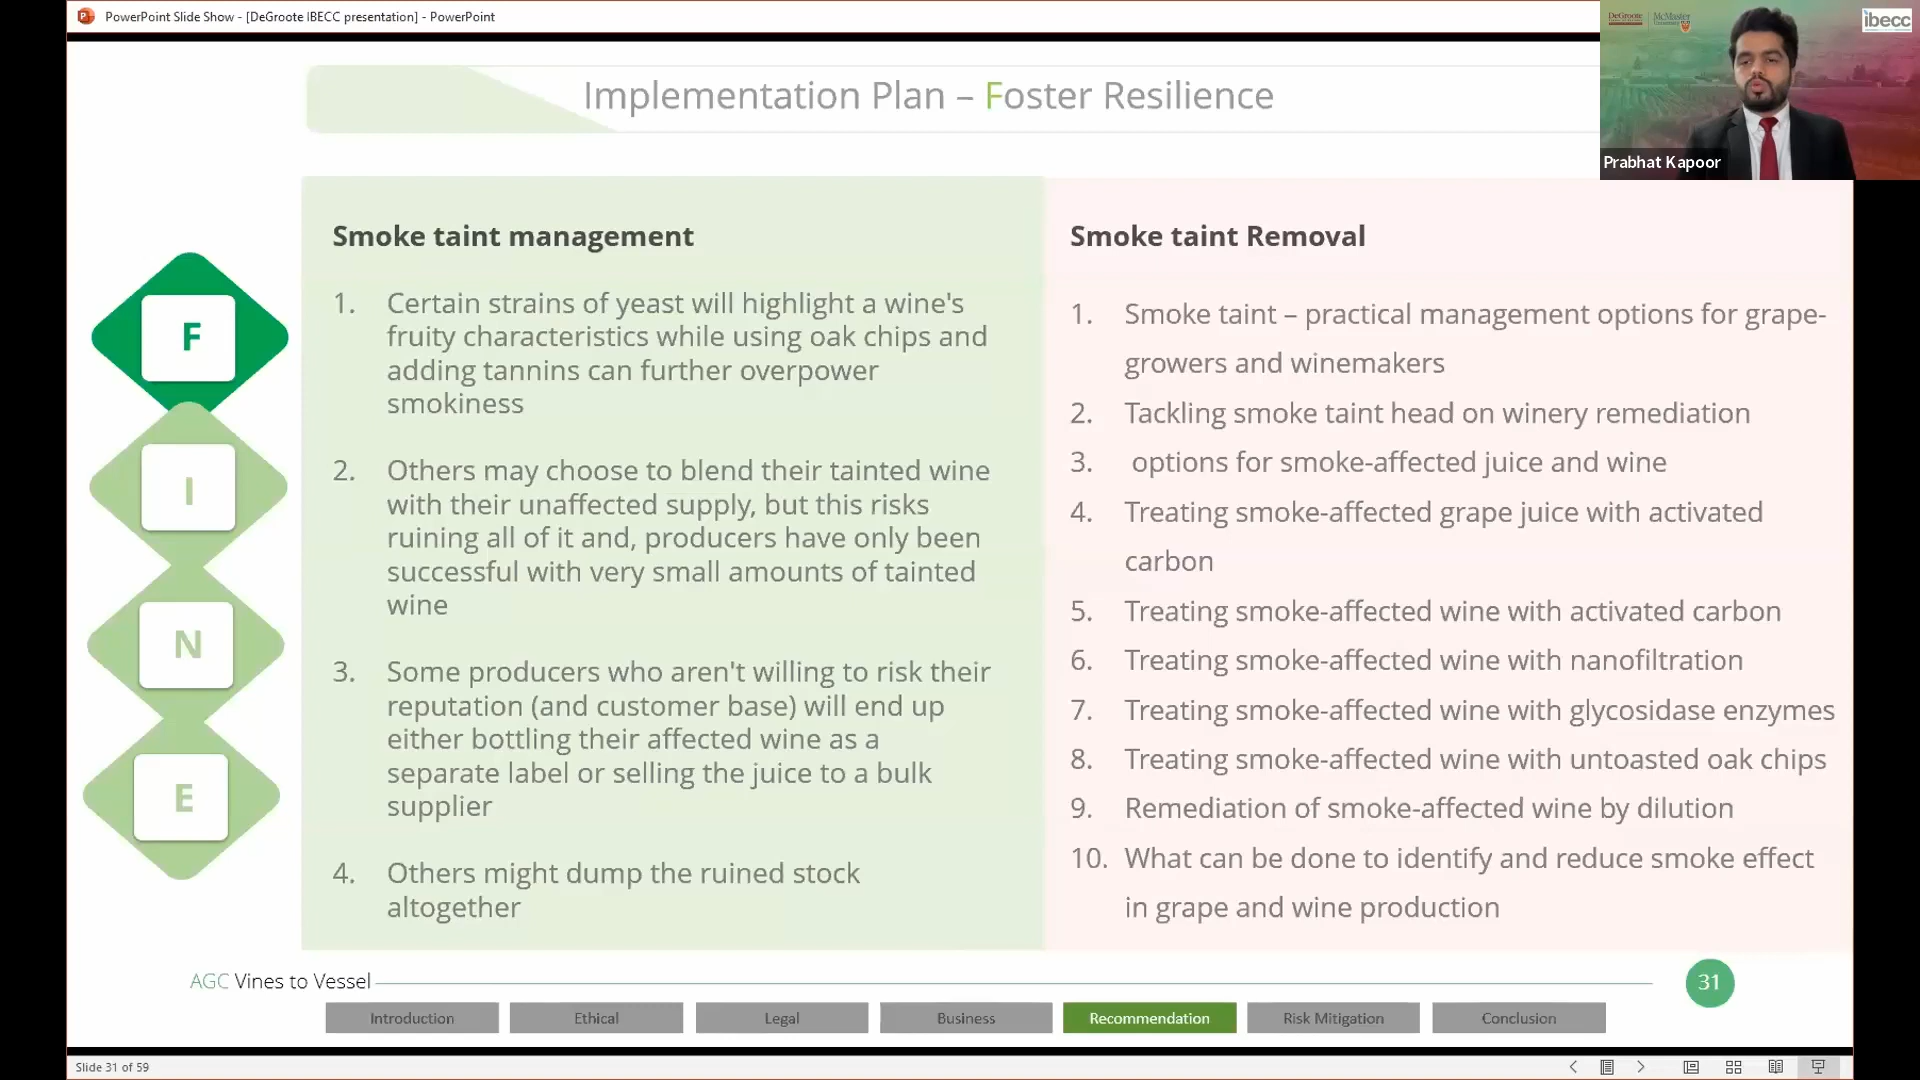 PowerPoint Slide Show - [DeGroote IBECC presentation] - PowerPoint
DeGroote
McMaster
University
ibecc
Prabhat Kapoor
Implementation Plan – Foster Resilience
F
I
N
E
Smoke taint management
1. Certain strains of yeast will highlight a wine's
fruity characteristics while using oak chips and
adding tannins can further overpower
smokiness
2. Others may choose to blend their tainted wine
with their unaffected supply, but this risks
ruining all of it and, producers have only been
successful with very small amounts of tainted
wine
3. Some producers who aren't willing to risk their
reputation (and customer base) will end up
either bottling their affected wine as a
separate label or selling the juice to a bulk
supplier
4. Others might dump the ruined stock
altogether
Smoke taint Removal
1. Smoke taint – practical management options for grape-
growers and winemakers
2. Tackling smoke taint head on winery remediation
3. options for smoke-affected juice and wine
4. Treating smoke-affected grape juice with activated
carbon
5. Treating smoke-affected wine with activated carbon
6. Treating smoke-affected wine with nanofiltration
7. Treating smoke-affected wine with glycosidase enzymes
8. Treating smoke-affected wine with untoasted oak chips
9. Remediation of smoke-affected wine by dilution
10. What can be done to identify and reduce smoke effect
in grape and wine production
AGC Vines to Vessel
31
Introduction
Ethical
Legal
Business
Recommendation
Risk Mitigation
Conclusion
Slide 31 of 59